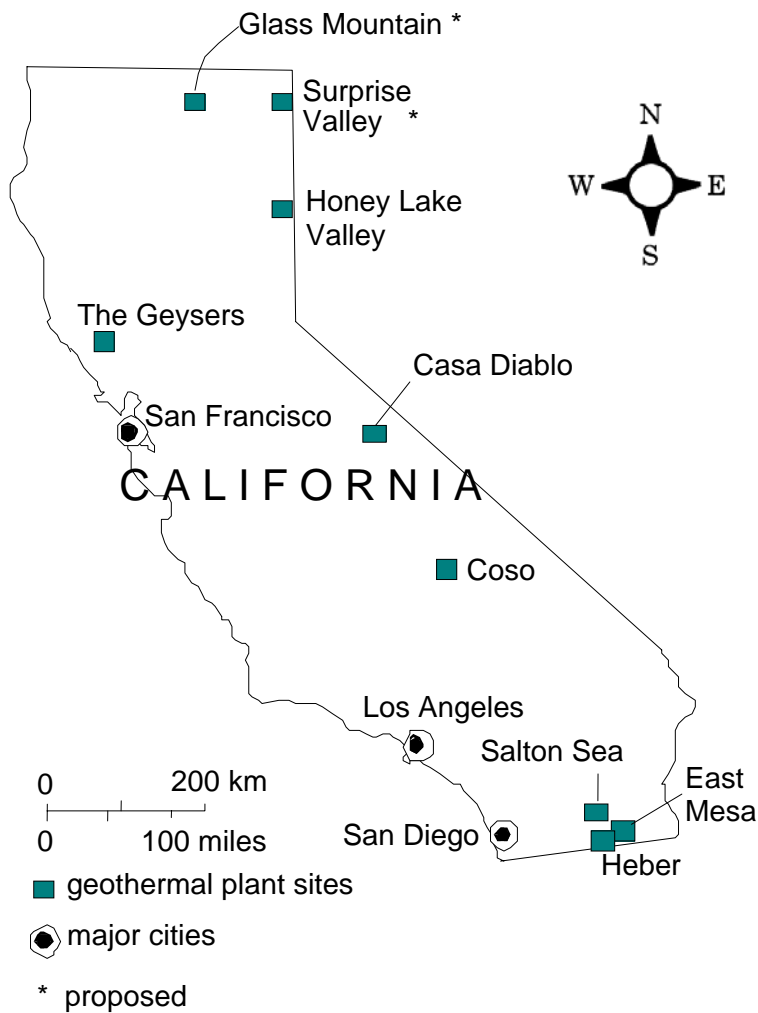 Glass Mountain *
Surprise
Valley *
N
W E
S
Honey Lake
Valley
The Geysers
Casa Diablo
San Francisco
CALIFORNIA
Coso
Los Angeles
Salton Sea
East
Mesa
0 200 km
0 100 miles
San Diego
Heber
geothermal plant sites
major cities
* proposed